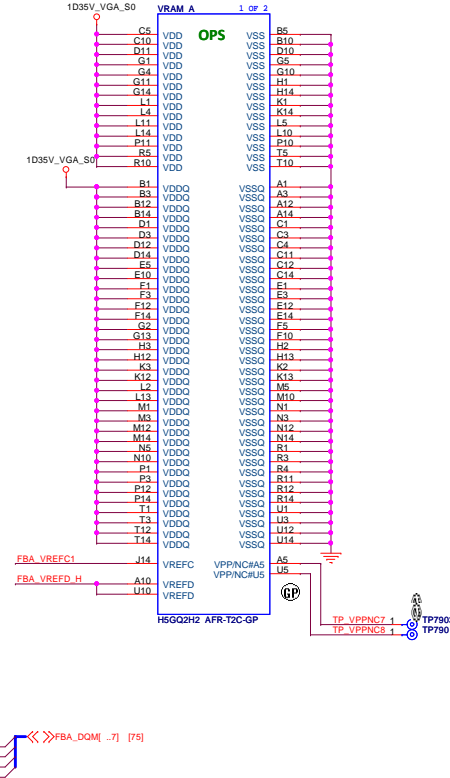 1D35V_VGA_S0
VRAM_A 1 OF 2
OPS
C5 VDD VSS B5
C10 VDD VSS B10
D11 VDD VSS D10
G1 VDD VSS G5
G4 VDD VSS G10
G11 VDD VSS H1
G14 VDD VSS H14
L1 VDD VSS K1
L4 VDD VSS K14
L11 VDD VSS L5
L14 VDD VSS L10
P11 VDD VSS P10
R5 VDD VSS T5
R10 VDD VSS T10
1D35V_VGA_S0
B1 VDDQ VSSQ A1
B3 VDDQ VSSQ A3
B12 VDDQ VSSQ A12
B14 VDDQ VSSQ A14
D1 VDDQ VSSQ C1
D3 VDDQ VSSQ C3
D12 VDDQ VSSQ C4
D14 VDDQ VSSQ C11
E5 VDDQ VSSQ C12
E10 VDDQ VSSQ C14
F1 VDDQ VSSQ E1
F3 VDDQ VSSQ E3
F12 VDDQ VSSQ E12
F14 VDDQ VSSQ E14
G2 VDDQ VSSQ F5
G13 VDDQ VSSQ F10
H3 VDDQ VSSQ H2
H12 VDDQ VSSQ H13
K3 VDDQ VSSQ K2
K12 VDDQ VSSQ K13
L2 VDDQ VSSQ M5
L13 VDDQ VSSQ M10
M1 VDDQ VSSQ N1
M3 VDDQ VSSQ N3
M12 VDDQ VSSQ N12
M14 VDDQ VSSQ N14
N5 VDDQ VSSQ R1
N10 VDDQ VSSQ R3
P1 VDDQ VSSQ R4
P3 VDDQ VSSQ R11
P12 VDDQ VSSQ R12
P14 VDDQ VSSQ R14
T1 VDDQ VSSQ U1
T3 VDDQ VSSQ U3
T12 VDDQ VSSQ U12
T14 VDDQ VSSQ U14
FBA_VREFC1 J14 VREFC VPP/NC#A5 A5
VPP/NC#U5 U5
FBA_VREFD_H A10 VREFD
U10 VREFD
GP
H5GQ2H2 AFR-T2C-GP
TP_VPPNC7 1 TP790
TP_VPPNC8 1 TP790
FBA_DQM[ ..7] [75]